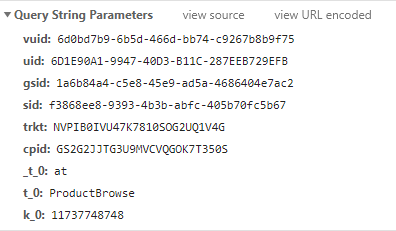 ▼ Query String Parameters view source view URL encoded
vuid: 6d0bd7b9-6b5d-466d-bb74-c9267b8b9f75
uid: 6D1E90A1-9947-40D3-B11C-287EEB729EFB
gsid: 1a6b84a4-c5e8-45e9-ad5a-4686404e7ac2
sid: f3868ee8-9393-4b3b-abfc-405b70fc5b67
trkt: NVPIB0IVU47K7810SOG2UQ1V4G
cpid: GS2G2JJTG3U9MVCVQGOK7T350S
_t_0: at
t_0: ProductBrowse
k_0: 11737748748